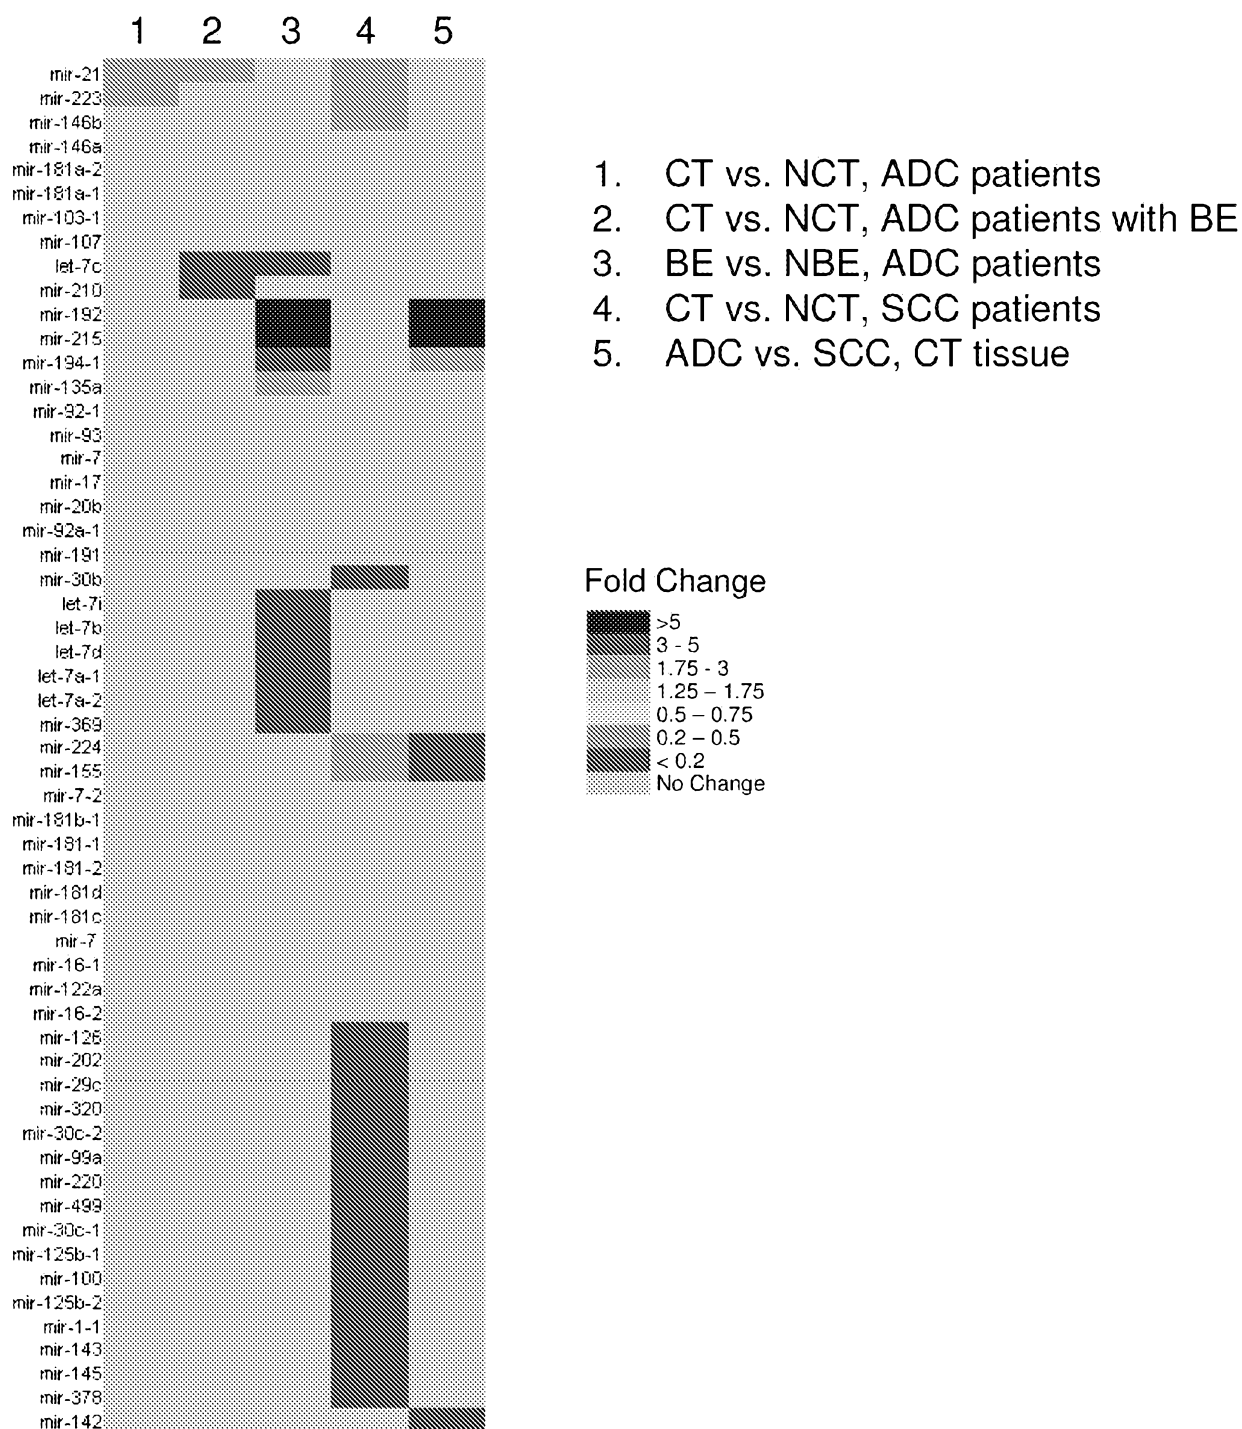 1 2 3 4 5
mir-21
mir-223
mir-146b
mir-146a
mir-181a-2
mir-181a-1
mir-103-1
mir-107
let-7c
mir-210
mir-192
mir-215
mir-194-1
mir-135a
mir-92-1
mir-93
mir-7
mir-17
mir-20b
mir-92a-1
mir-191
mir-30b
let-7i
let-7b
let-7d
let-7a-1
let-7a-2
mir-369
mir-224
mir-155
mir-7-2
mir-181b-1
mir-181-1
mir-181-2
mir-181d
mir-181c
mir-7
mir-16-1
mir-122a
mir-16-2
mir-126
mir-202
mir-29c
mir-320
mir-30c-2
mir-99a
mir-220
mir-499
mir-30c-1
mir-125b-1
mir-100
mir-125b-2
mir-1-1
mir-143
mir-145
mir-378
mir-142
1. CT vs. NCT, ADC patients
2. CT vs. NCT, ADC patients with BE
3. BE vs. NBE, ADC patients
4. CT vs. NCT, SCC patients
5. ADC vs. SCC, CT tissue
Fold Change
>5
3 - 5
1.75 - 3
1.25 – 1.75
0.5 – 0.75
0.2 – 0.5
< 0.2
No Change